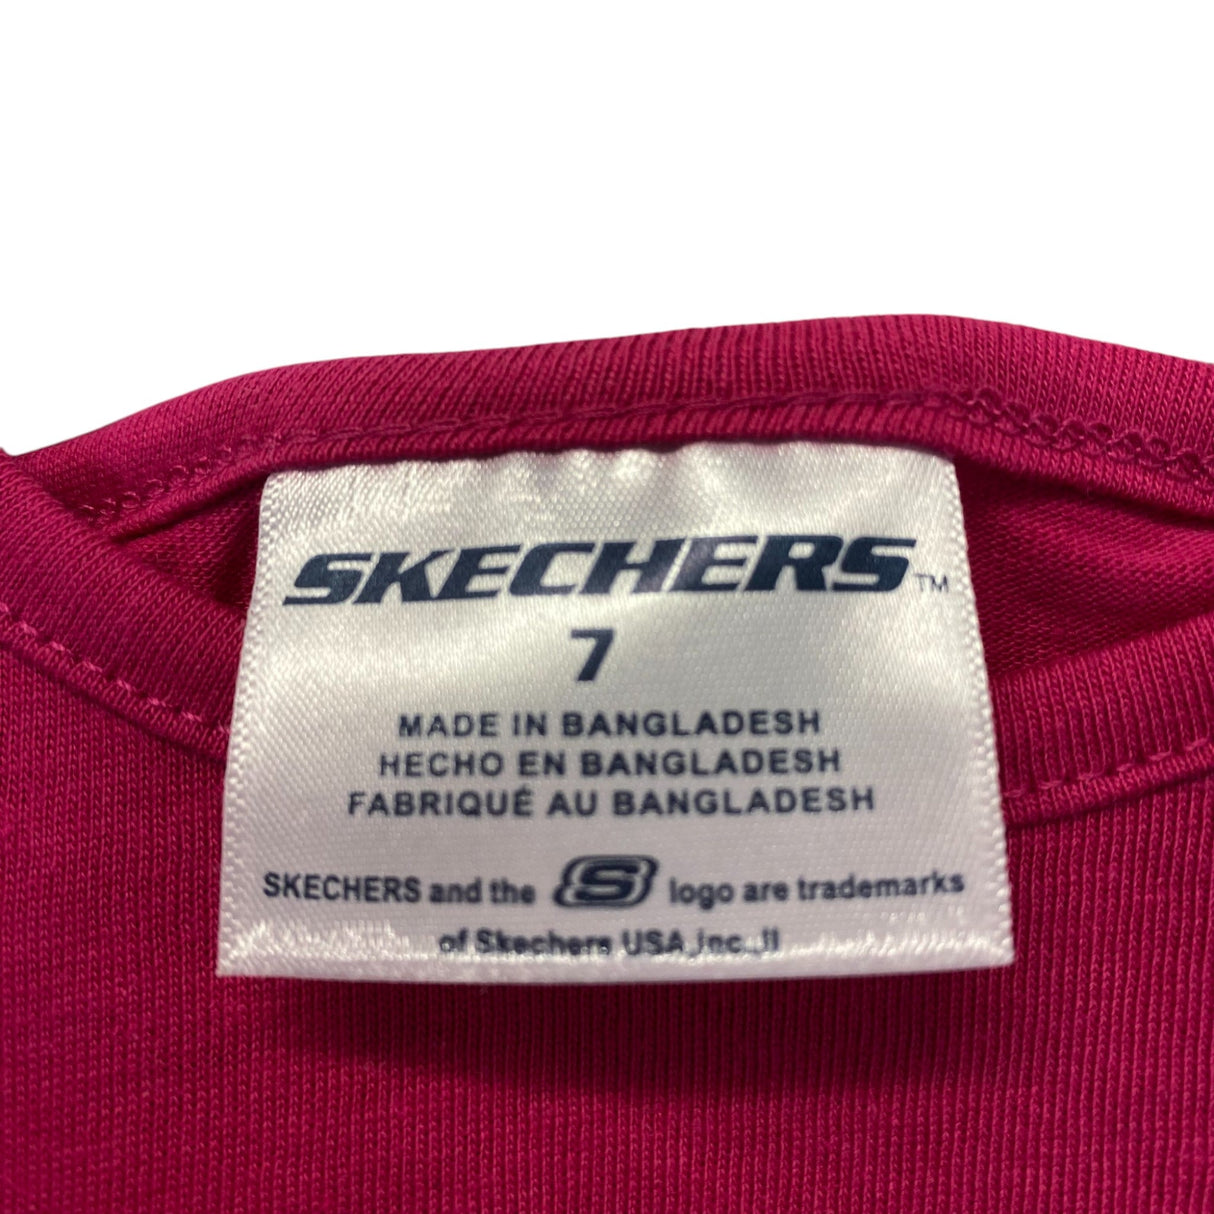 SKECHERS™
7
MADE IN BANGLADESH
HECHO EN BANGLADESH
FABRIQUÉ AU BANGLADESH
SKECHERS and the S logo are trademarks
of Skechers USA, Inc., II